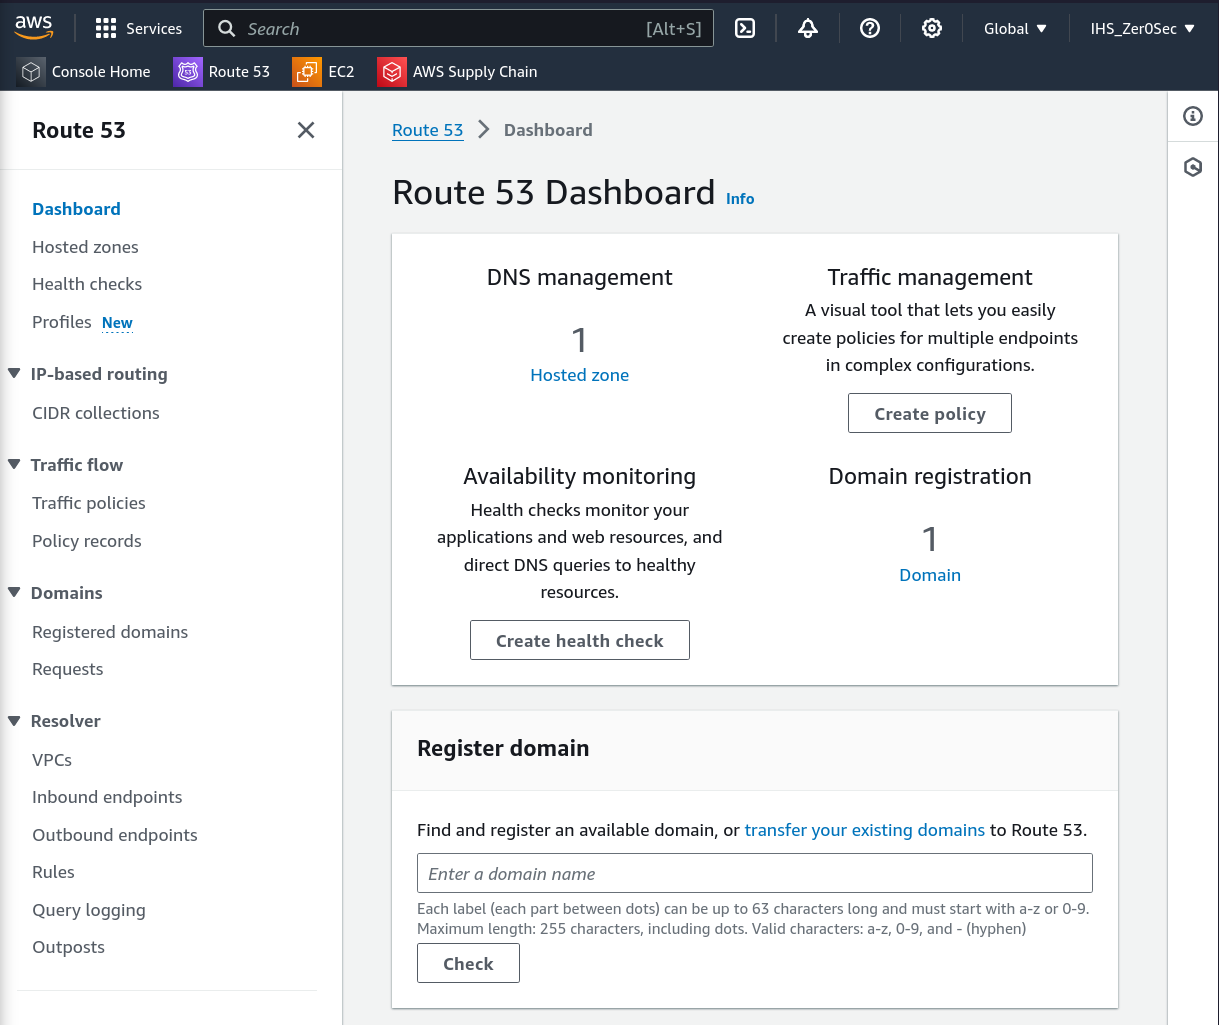 aws
Services
Search
[Alt+S]
Global
IHS_Zer0Sec
Console Home
Route 53
EC2
AWS Supply Chain
Route 53
Dashboard
Hosted zones
Health checks
Profiles New
IP-based routing
CIDR collections
Traffic flow
Traffic policies
Policy records
Domains
Registered domains
Requests
Resolver
VPCs
Inbound endpoints
Outbound endpoints
Rules
Query logging
Outposts
Route 53 > Dashboard
Route 53 Dashboard Info
DNS management
1
Hosted zone
Traffic management
A visual tool that lets you easily
create policies for multiple endpoints
in complex configurations.
Create policy
Availability monitoring
Health checks monitor your
applications and web resources, and
direct DNS queries to healthy
resources.
Create health check
Domain registration
1
Domain
Register domain
Find and register an available domain, or transfer your existing domains to Route 53.
Enter a domain name
Each label (each part between dots) can be up to 63 characters long and must start with a-z or 0-9.
Maximum length: 255 characters, including dots. Valid characters: a-z, 0-9, and - (hyphen)
Check